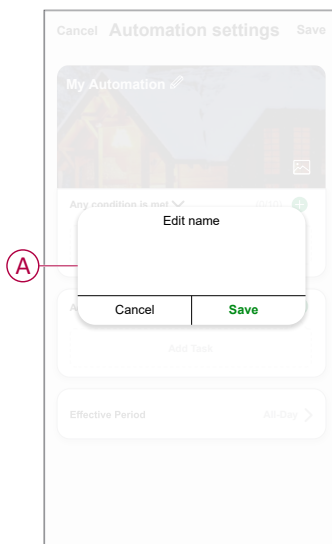 Cancel Automation settings Save
My Automation
Any condition is met
Edit name
A
Cancel Save
Add Task
Effective Period All-Day